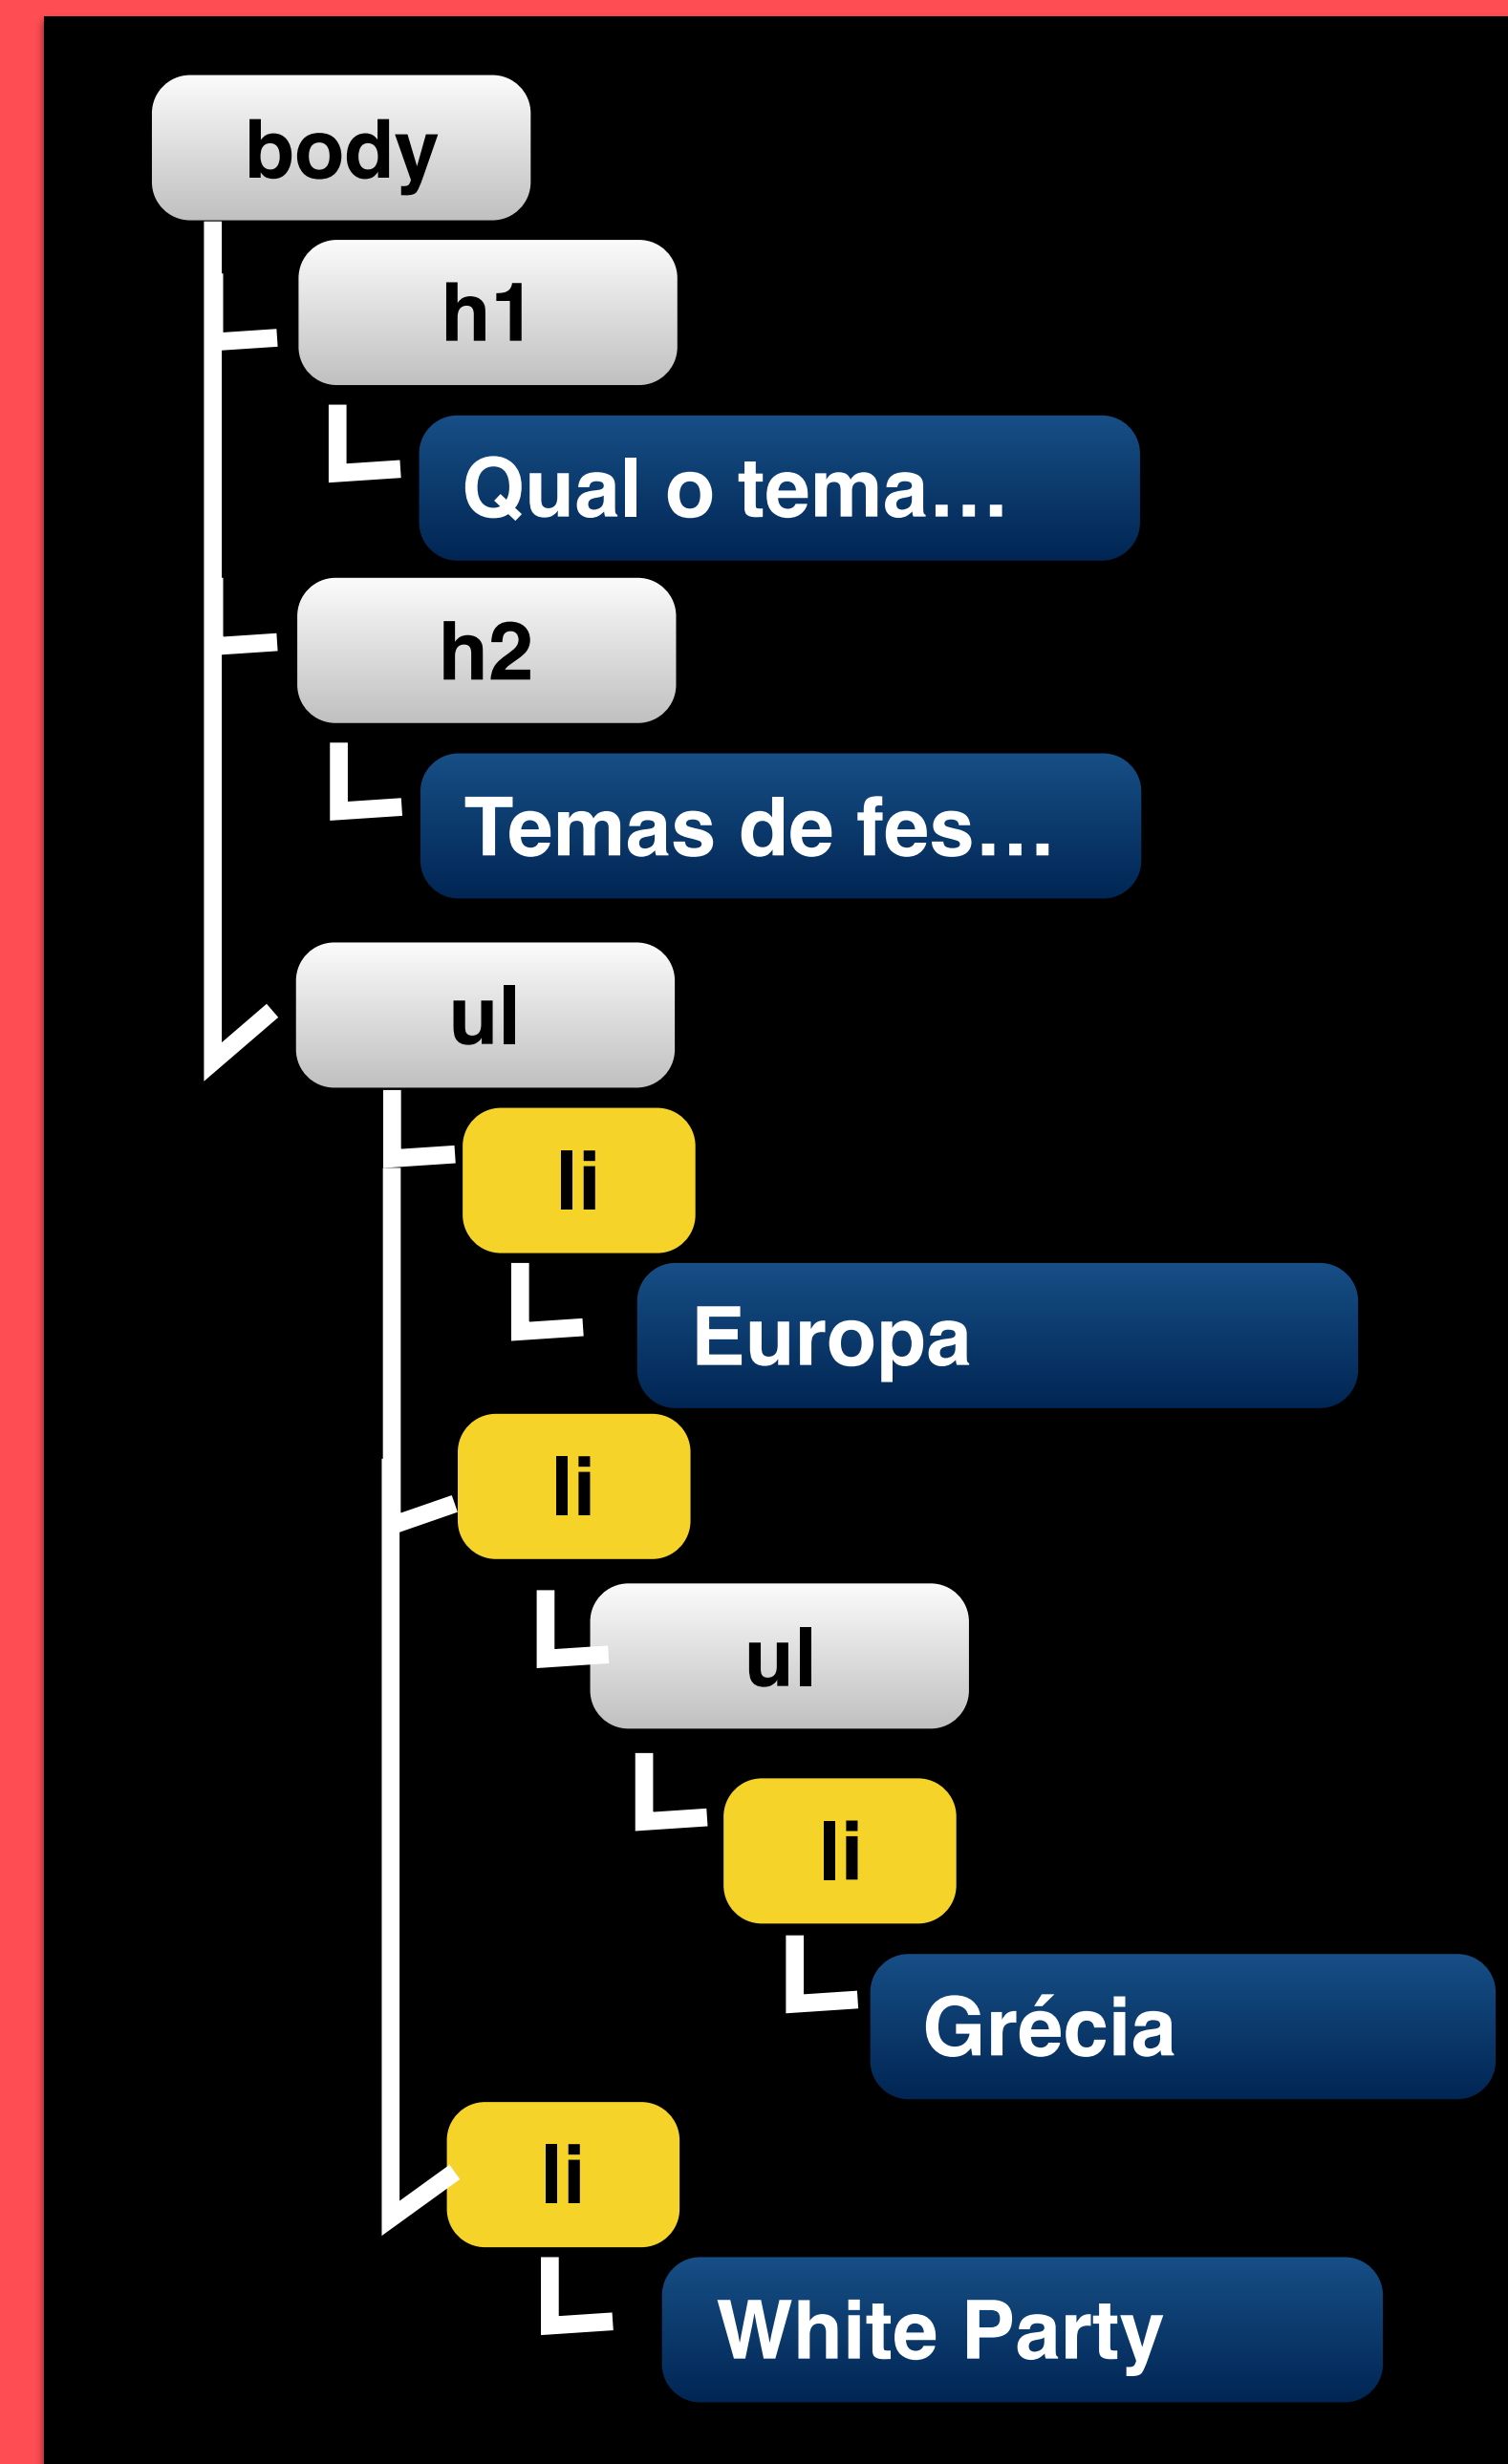 body
h1
Qual o tema…
h2
Temas de fes…
ul
li
Europa
li
ul
li
Grécia
li
White Party